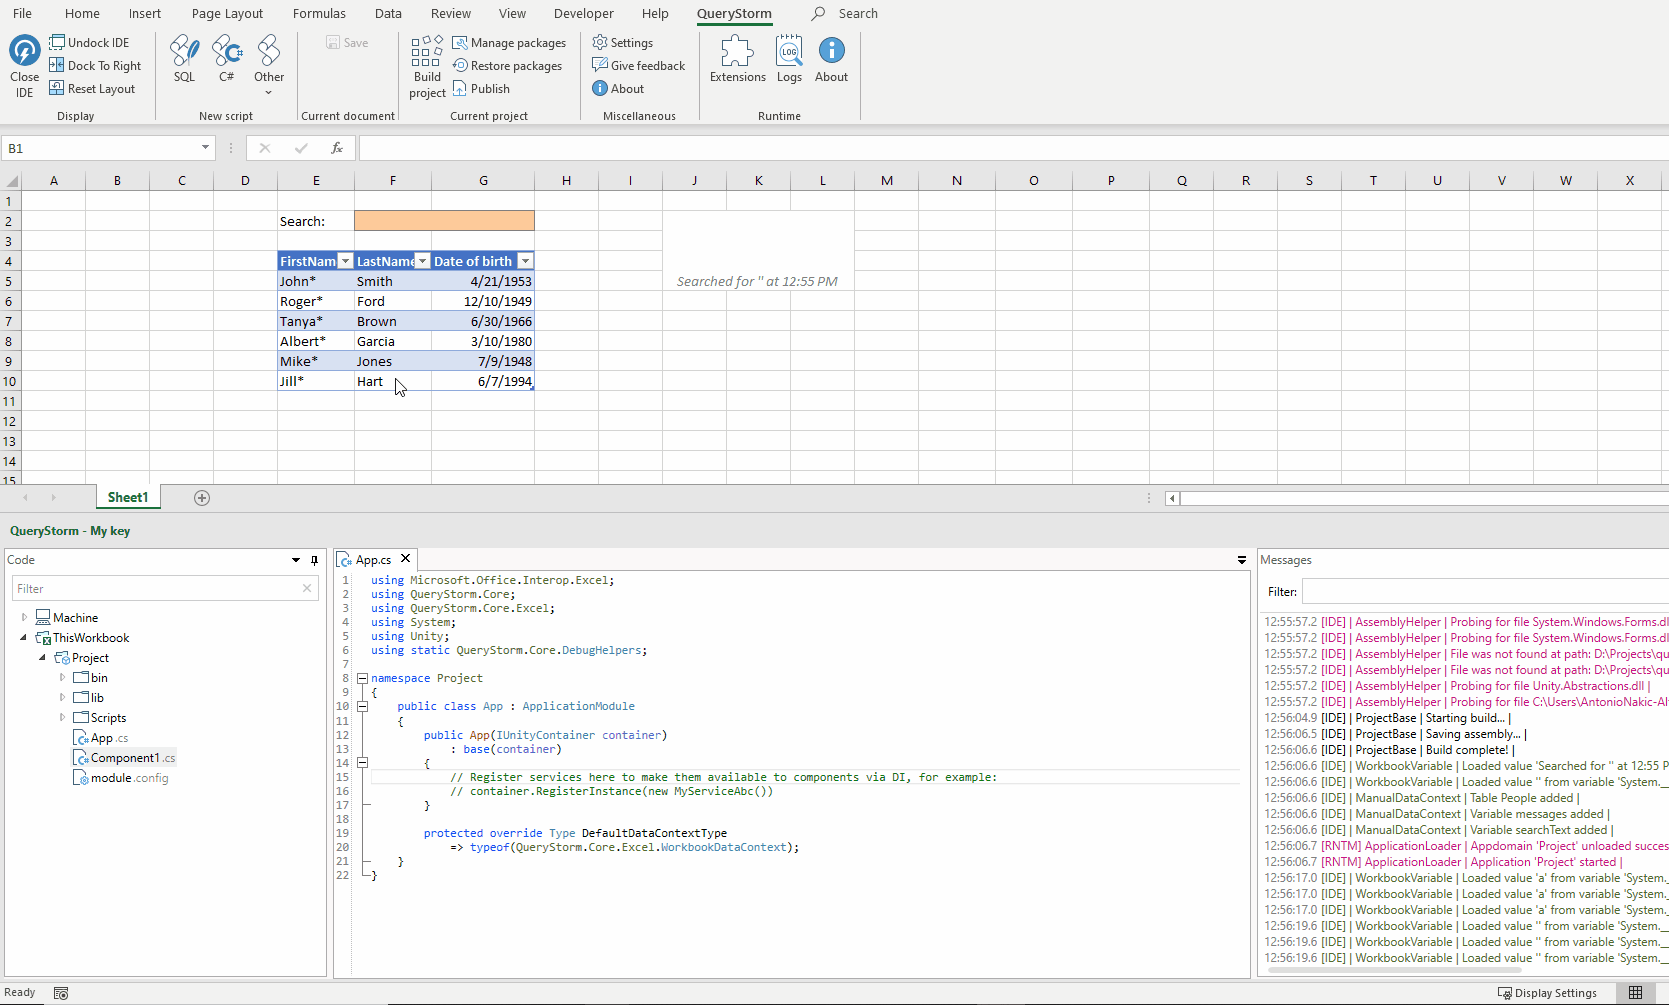 File Home Insert Page Layout Formulas Data Review View Developer Help QueryStorm Search
Undock IDE
Dock To Right
Reset Layout
Close
IDE
Display
SQL C# Other
New script
Save
Current document
Build
project
Manage packages
Restore packages
Publish
Current project
Settings
Give feedback
About
Miscellaneous
Extensions Logs About
LOG
Runtime
B1
fx
A B C D E F G H I J K L M N O P Q R S T U V W X
1
2 Search:
3
4 FirstNam LastName Date of birth
5 John* Smith 4/21/1953 Searched for '' at 12:55 PM
6 Roger* Ford 12/10/1949
7 Tanya* Brown 6/30/1966
8 Albert* Garcia 3/10/1980
9 Mike* Jones 7/9/1948
10 Jill* Hart 6/7/1994
11
12
13
14
15
Sheet1
QueryStorm - My key
Code
Filter
Machine
ThisWorkbook
Project
bin
lib
Scripts
App.cs
Component1.cs
module.config
App.cs
1 using Microsoft.Office.Interop.Excel;
2 using QueryStorm.Core;
3 using QueryStorm.Core.Excel;
4 using System;
5 using Unity;
6 using static QueryStorm.Core.DebugHelpers;
7
8 namespace Project
9 {
10 public class App : ApplicationModule
11 {
12 public App(IUnityContainer container)
13 : base(container)
14 {
15 // Register services here to make them available to components via DI, for example:
16 // container.RegisterInstance(new MyServiceAbc())
17 }
18
19 protected override Type DefaultDataContextType
20 => typeof(QueryStorm.Core.Excel.WorkbookDataContext);
21 }
22 }
Messages
Filter:
12:55:57.2 [IDE] | AssemblyHelper | Probing for file System.Windows.Forms.dl
12:55:57.2 [IDE] | AssemblyHelper | Probing for file System.Windows.Forms.dl
12:55:57.2 [IDE] | AssemblyHelper | File was not found at path: D:\Projects\qu
12:55:57.2 [IDE] | AssemblyHelper | File was not found at path: D:\Projects\qu
12:55:57.2 [IDE] | AssemblyHelper | Probing for file Unity.Abstractions.dll |
12:55:57.2 [IDE] | AssemblyHelper | Probing for file C:\Users\AntonioNakic-Al
12:56:04.9 [IDE] | ProjectBase | Starting build... |
12:56:06.5 [IDE] | ProjectBase | Saving assembly... |
12:56:06.6 [IDE] | ProjectBase | Build complete! |
12:56:06.6 [IDE] | WorkbookVariable | Loaded value 'Searched for '' at 12:55 P
12:56:06.6 [IDE] | WorkbookVariable | Loaded value '' from variable 'System.__
12:56:06.6 [IDE] | ManualDataContext | Table People added |
12:56:06.6 [IDE] | ManualDataContext | Variable messages added |
12:56:06.6 [IDE] | ManualDataContext | Variable searchText added |
12:56:06.7 [RNTM] ApplicationLoader | Appdomain 'Project' unloaded succes
12:56:06.7 [RNTM] ApplicationLoader | Application 'Project' started |
12:56:17.0 [IDE] | WorkbookVariable | Loaded value 'a' from variable 'System._
12:56:17.0 [IDE] | WorkbookVariable | Loaded value 'a' from variable 'System._
12:56:17.0 [IDE] | WorkbookVariable | Loaded value 'a' from variable 'System._
12:56:19.6 [IDE] | WorkbookVariable | Loaded value '' from variable 'System.__
12:56:19.6 [IDE] | WorkbookVariable | Loaded value '' from variable 'System.__
12:56:19.6 [IDE] | WorkbookVariable | Loaded value '' from variable 'System.__
Ready
Display Settings